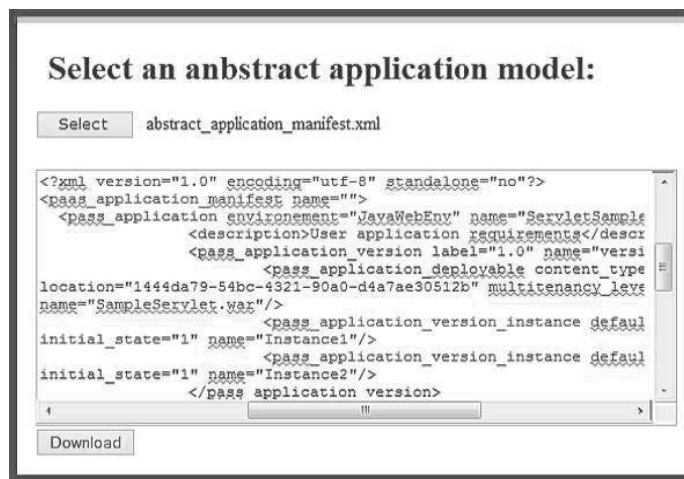 Select an anbstract application model:
Select abstract_application_manifest.xml
<?xml version="1.0" encoding="utf-8" standalone="no"?>
<paas_application_manifest name="">
<pass_application environement="JavaWebEnv" name="ServletSample
<description>User application requirements</descr
<pass_application_version label="1.0" name="versi
<pass_application_deployable content_type
location="1444da79-54bc-4321-90a0-d4a7ae30512b" multitenancy_leve
name="SampleServlet.war"/>
<pass_application_version_instance defaul
initial_state="1" name="Instance1"/>
<pass_application_version_instance defaul
initial_state="1" name="Instance2"/>
</pass_application_version>
Download